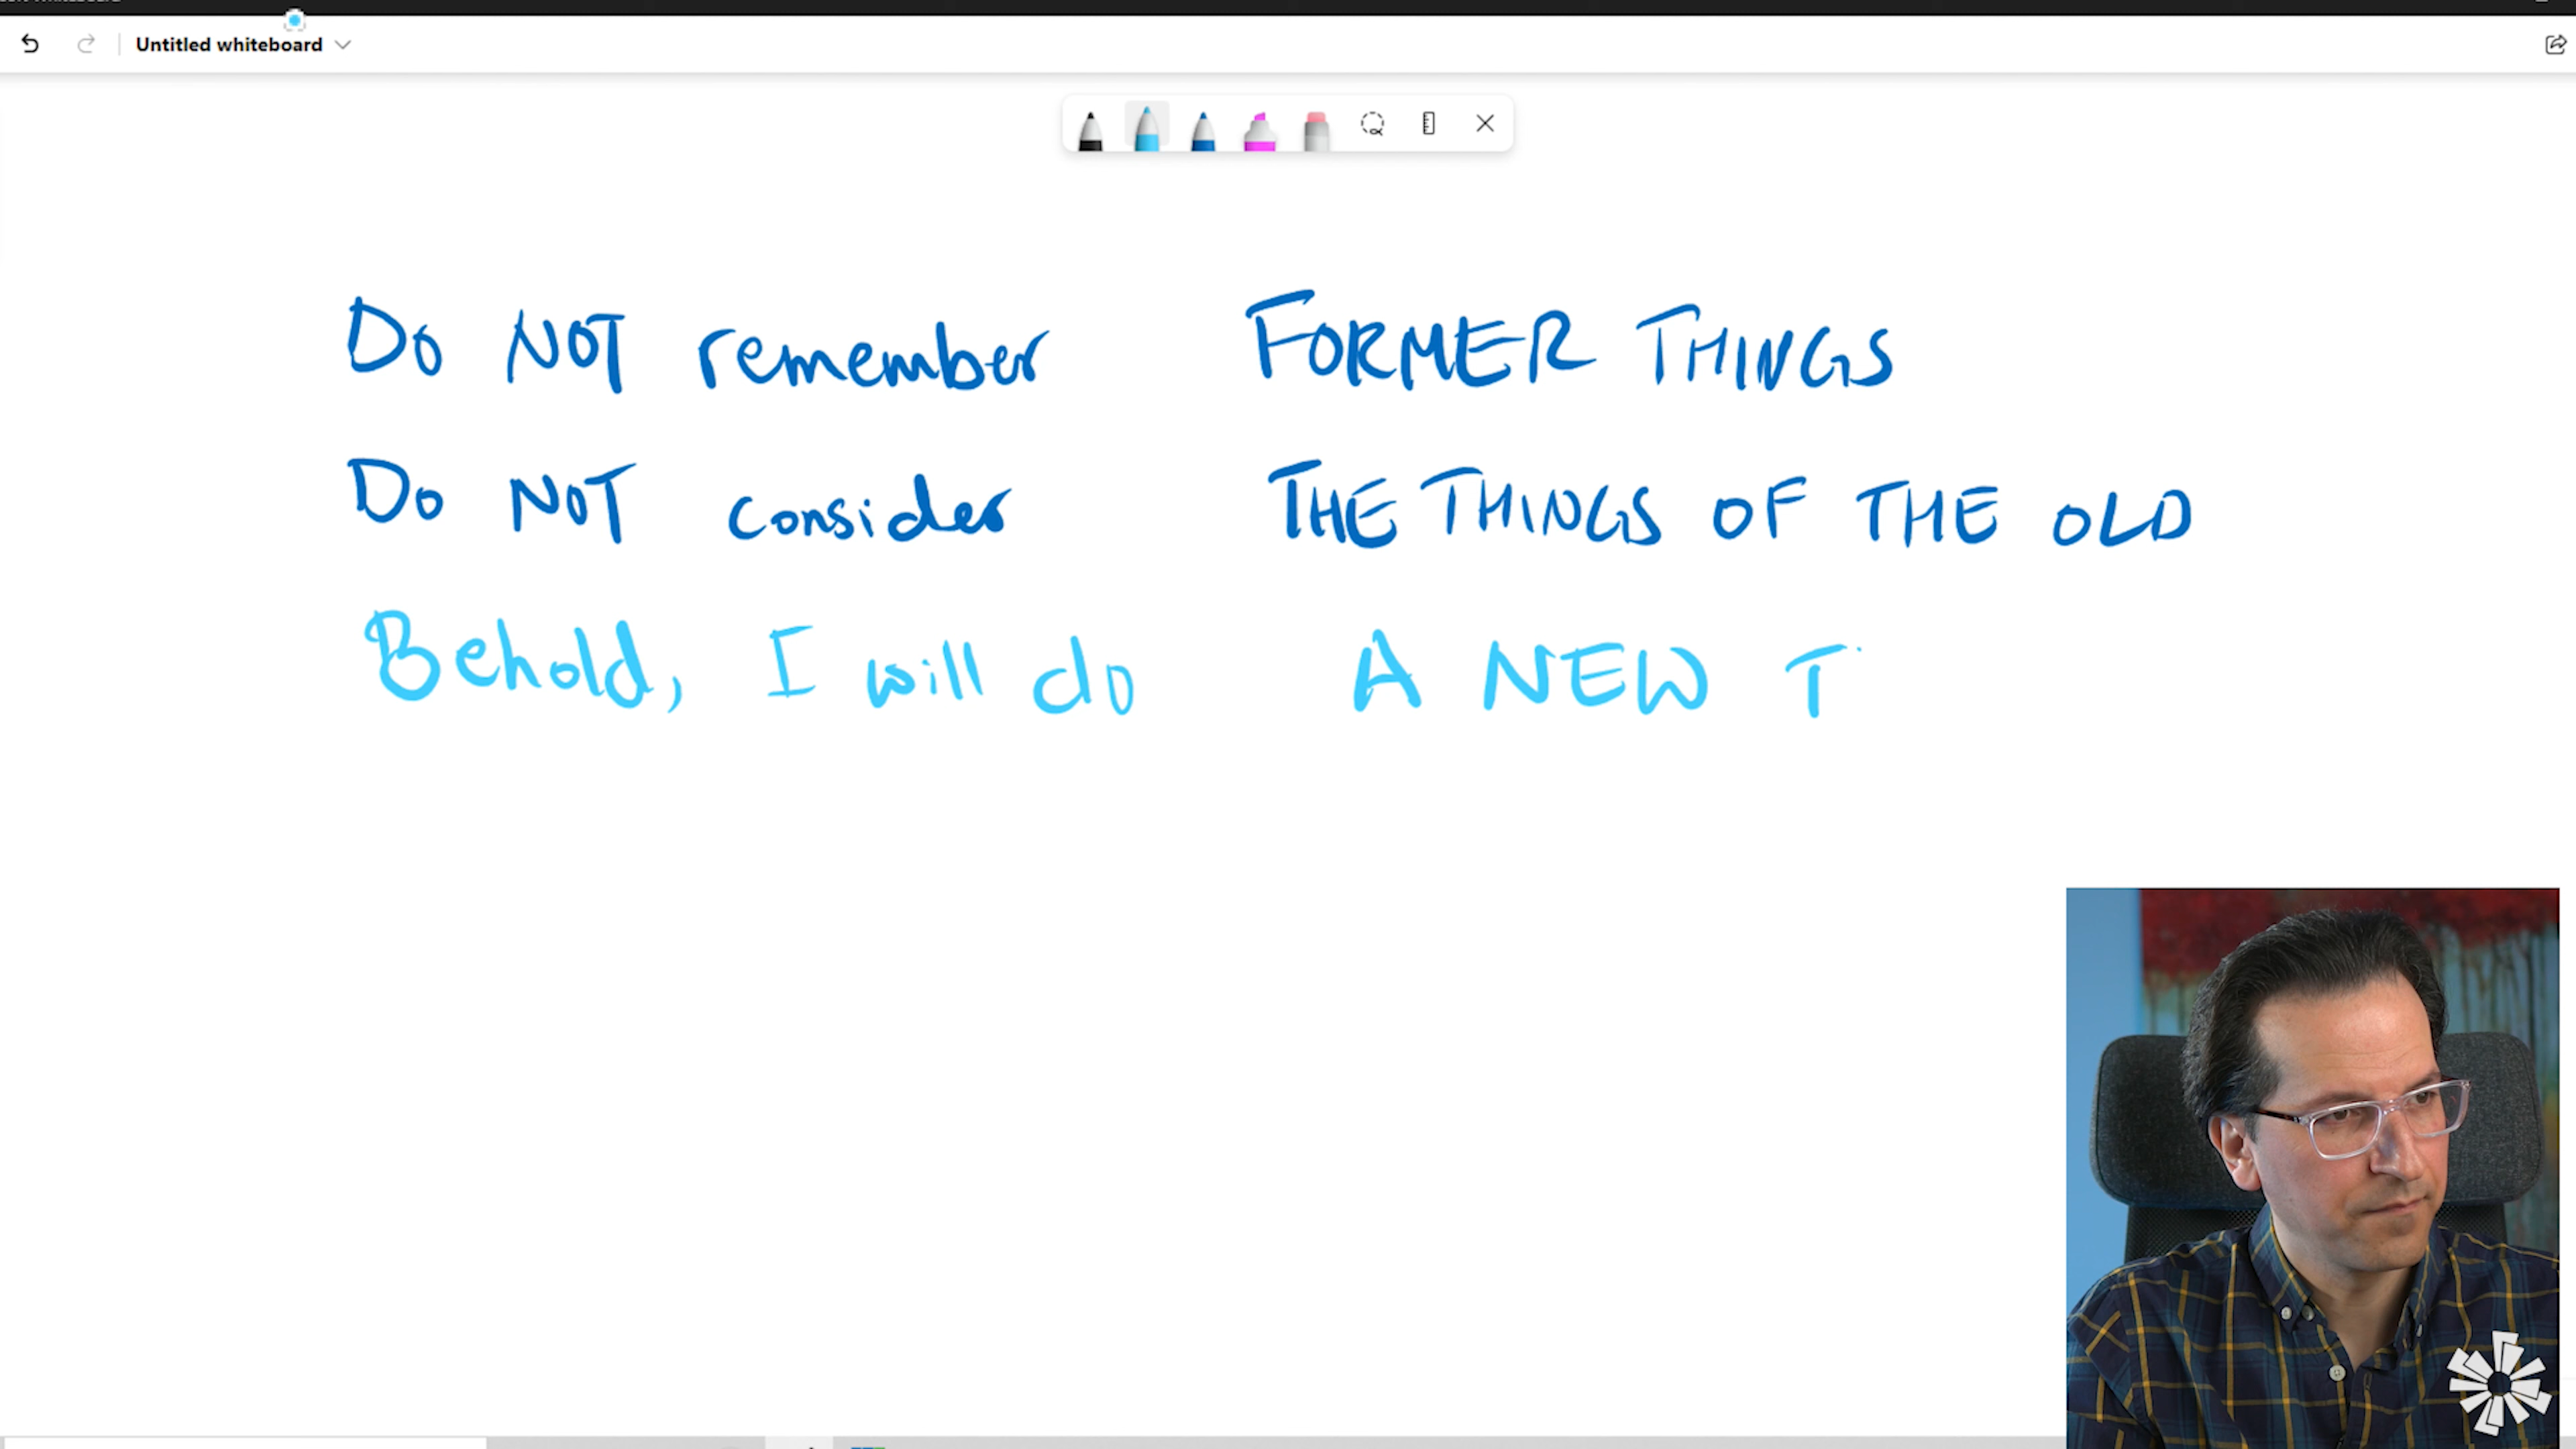 Untitled whiteboard
Do NOT remember FORMER THINGS
Do NOT consider THE THINGS OF THE OLD
Behold, I will do A NEW T